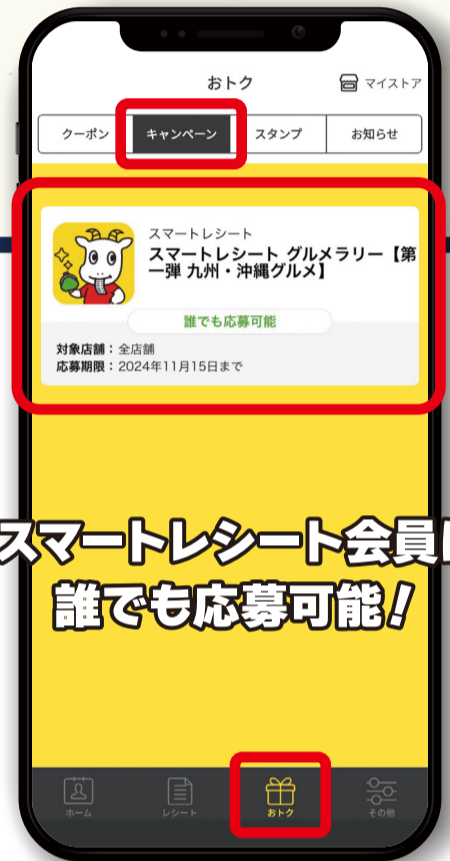 おトク
マイストア
クーポン
キャンペーン
スタンプ
お知らせ
スマートレシート
スマートレシート グルメラリー【第
一弾 九州・沖縄グルメ】
誰でも応募可能
対象店舗：全店舗
応募期限：2024年11月15日まで
スマートレシート会員に
誰でも応募可能！
ホーム
レシート
おトク
その他